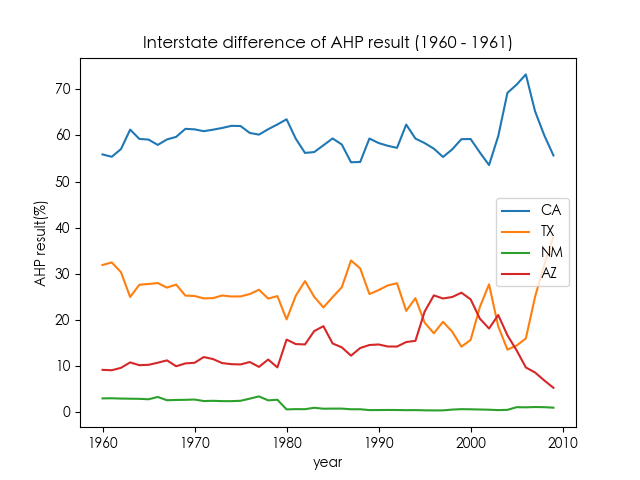 Interstate difference of AHP result (1960 - 1961)
AHP result(%)
70
60
50
40
30
20
10
0
CA
TX
NM
AZ
1960 1970 1980 1990 2000 2010
year